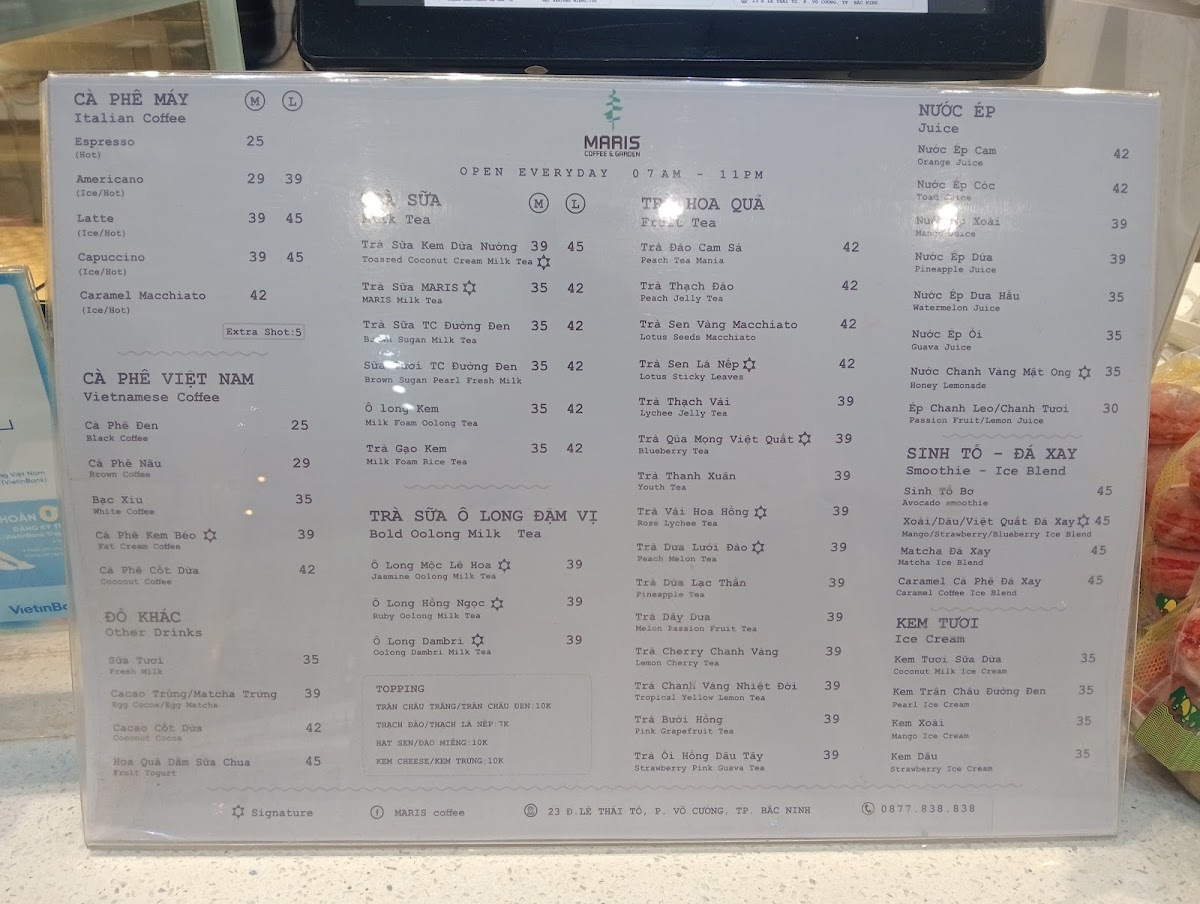 23 Đ.LÊ THÁI TỔ, P. VÕ CƯỜNG, TP. BẮC NINH
CÀ PHÊ MÁY M L
Italian Coffee
Espresso 25
(Hot)
Americano 29 39
(Ice/Hot)
Latte 39 45
(Ice/Hot)
Capuccino 39 45
(Ice/Hot)
Caramel Macchiato 42
(Ice/Hot)
Extra Shot:5
CÀ PHÊ VIỆT NAM
Vietnamese Coffee
Cà Phê Đen 25
Black Coffee
Cà Phê Nâu 29
Brown Coffee
Bạc Xỉu 35
White Coffee
Cà Phê Kem Béo 39
Fat Cream Coffee
Cà Phê Cốt Dừa 42
Coconut Coffee
ĐỒ KHÁC
Other Drinks
Sữa Tươi 35
Fresh Milk
Cacao Trứng/Matcha Trứng 39
Egg Cocoa/Egg Matcha
Cacao Cốt Dừa 42
Coconut Cocoa
Hoa Quả Dầm Sữa Chua 45
Fruit Yogurt
MARIS
COFFEE & GARDEN
OPEN EVERYDAY 07AM - 11PM
TRÀ SỮA M L
Milk Tea
Trà Sữa Kem Dừa Nướng 39 45
Toasred Coconut Cream Milk Tea
Trà Sữa MARIS 35 42
MARIS Milk Tea
Trà Sữa TC Đường Đen 35 42
Sugan Milk Tea
Sữa Tươi TC Đường Đen 35 42
Brown Sugan Pearl Fresh Milk
Ô long Kem 35 42
Milk Foam Oolong Tea
Trà Gạo Kem 35 42
Milk Foam Rice Tea
TRÀ SỮA Ô LONG ĐẬM VỊ
Bold Oolong Milk Tea
Ô Long Mộc Lê Hoa 39
Jasmine Oolong Milk Tea
Ô Long Hồng Ngọc 39
Ruby Oolong Milk Tea
Ô Long Dambri 39
Oolong Dambri Milk Tea
TOPPING
TRÂN CHÂU TRẮNG/TRÂN CHÂU ĐEN:10K
THẠCH ĐÀO/THẠCH LÁ NẾP:7K
HẠT SEN/ĐÀO MIẾNG:10K
KEM CHEESE/KEM TRỨNG:10K
TRÀ HOA QUẢ
Fruit Tea
Trà Đào Cam Sả 42
Peach Tea Mania
Trà Thạch Đào 42
Peach Jelly Tea
Trà Sen Vàng Macchiato 42
Lotus Seeds Macchiato
Trà Sen Lá Nếp 42
Lotus Sticky Leaves
Trà Thạch Vải 39
Lychee Jelly Tea
Trà Qủa Mọng Việt Quất 39
Blueberry Tea
Trà Thanh Xuân 39
Youth Tea
Trà Vải Hoa Hồng 39
Rose Lychee Tea
Trà Dưa Lưới Đào 39
Peach Melon Tea
Trà Dứa Lạc Thần 39
Pineapple Tea
Trà Dây Dưa 39
Melon Passion Fruit Tea
Trà Cherry Chanh Vàng 39
Lemon Cherry Tea
Trà Chanh Vàng Nhiệt Đới 39
Tropical Yellow Lemon Tea
Trà Bưởi Hồng 39
Pink Grapefruit Tea
Trà Ổi Hồng Dâu Tây 39
Strawberry Pink Guava Tea
NƯỚC ÉP
Juice
Nước Ép Cam 42
Orange Juice
Nước Ép Cóc 42
Toad Juice
Nước Ép Xoài 39
Mango Juice
Nước Ép Dứa 39
Pineapple Juice
Nước Ép Dưa Hấu 35
Watermelon Juice
Nước Ép Ổi 35
Guava Juice
Nước Chanh Vàng Mật Ong 35
Honey Lemonade
Ép Chanh Leo/Chanh Tươi 30
Passion Fruit/Lemon Juice
SINH TỐ - ĐÁ XAY
Smoothie - Ice Blend
Sinh Tố Bơ 45
Avocado smoothie
Xoài/Dâu/Việt Quất Đá Xay 45
Mango/Strawberry/Blueberry Ice Blend
Matcha Đá Xay 45
Matcha Ice Blend
Caramel Cà Phê Đá Xay 45
Caramel Coffee Ice Blend
KEM TƯƠI
Ice Cream
Kem Tươi Sữa Dừa 35
Coconut Milk Ice Cream
Kem Trân Châu Đường Đen 35
Pearl Ice Cream
Kem Xoài 35
Mango Ice Cream
Kem Dâu 35
Strawberry Ice Cream
Signature
MARIS coffee
23 Đ.LÊ THÁI TỔ, P. VÕ CƯỜNG, TP. BẮC NINH
0877.838.838